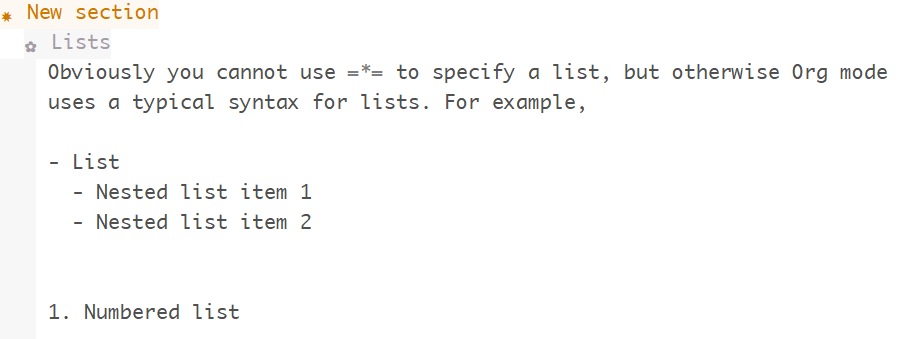 ✸ New section
✿ Lists
Obviously you cannot use =*= to specify a list, but otherwise Org mode
uses a typical syntax for lists. For example,
- List
- Nested list item 1
- Nested list item 2
1. Numbered list